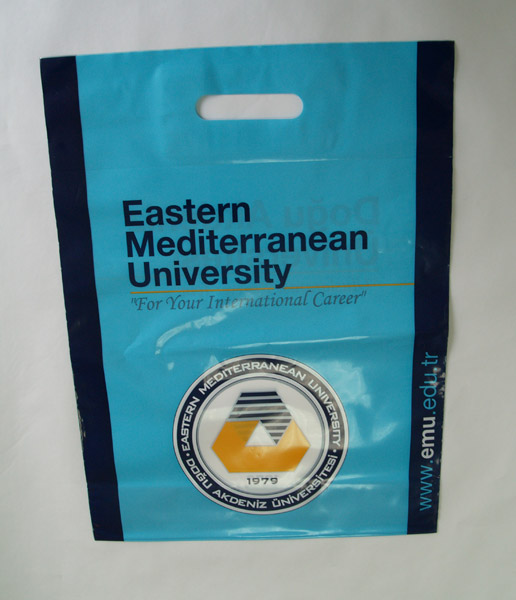 Eastern
Mediterranean
University
"For Your International Career"
EASTERN MEDITERRANEAN UNIVERSITY
1979
DOĞU AKDENİZ ÜNİVERSİTESİ
www.emu.edu.tr